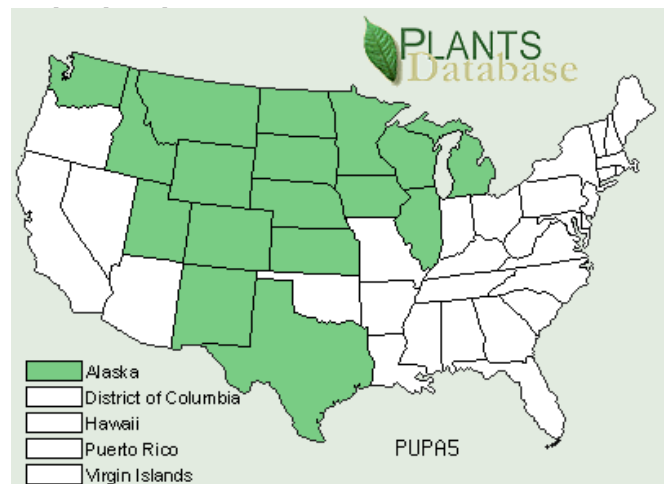 PLANTS
Database
Alaska
District of Columbia
Hawaii
Puerto Rico
Virgin Islands
PUPA5